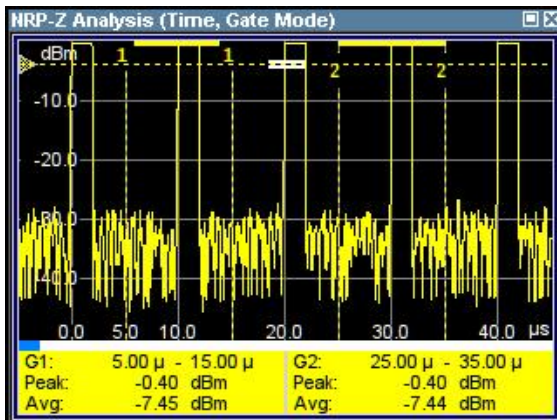 NRP-Z Analysis (Time, Gate Mode)
dBm
1 1
2 2
-10.0
-20.0
-30.0
-40.0
0.0 5.0 10.0 20.0 30.0 40.0 µs
G1: 5.00 µ - 15.00 µ G2: 25.00 µ - 35.00 µ
Peak: -0.40 dBm Peak: -0.40 dBm
Avg: -7.45 dBm Avg: -7.44 dBm